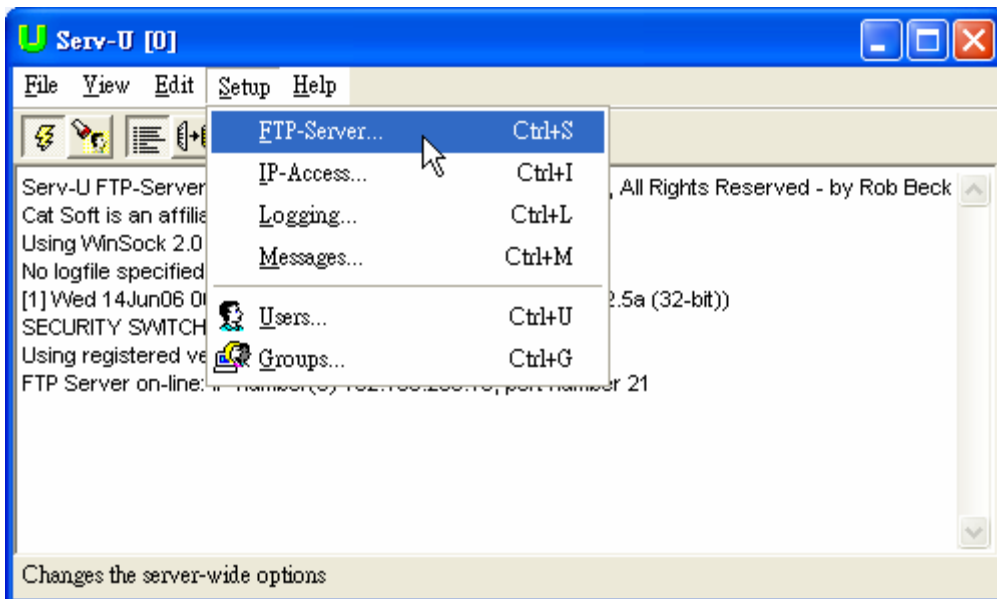 Serv-U [0]
File View Edit Setup Help
FTP-Server... Ctrl+S
IP-Access... Ctrl+I
Logging... Ctrl+L
Messages... Ctrl+M
Users... Ctrl+U
Groups... Ctrl+G
Serv-U FTP-Server , All Rights Reserved - by Rob Beck
Cat Soft is an
Using WinSock 2.0
No logfile specified
[1] Wed 14Jun06 2.5a (32-bit))
SECURITY
Using registered
FTP Server on-line: port number 21
Changes the server-wide options